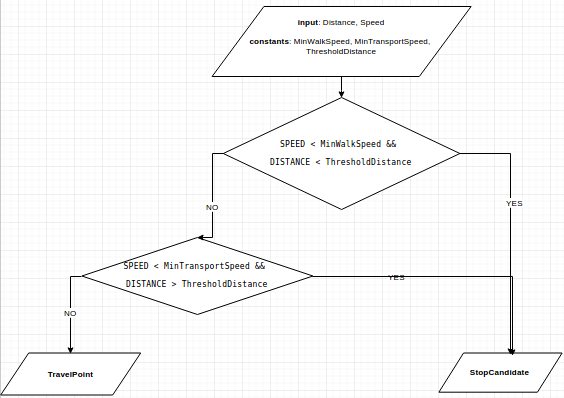 input: Distance, Speed
constants: MinWalkSpeed, MinTransportSpeed,
ThresholdDistance
SPEED < MinWalkSpeed &&
DISTANCE < ThresholdDistance
NO
YES
SPEED < MinTransportSpeed &&
DISTANCE > ThresholdDistance
YES
NO
TravelPoint
StopCandidate